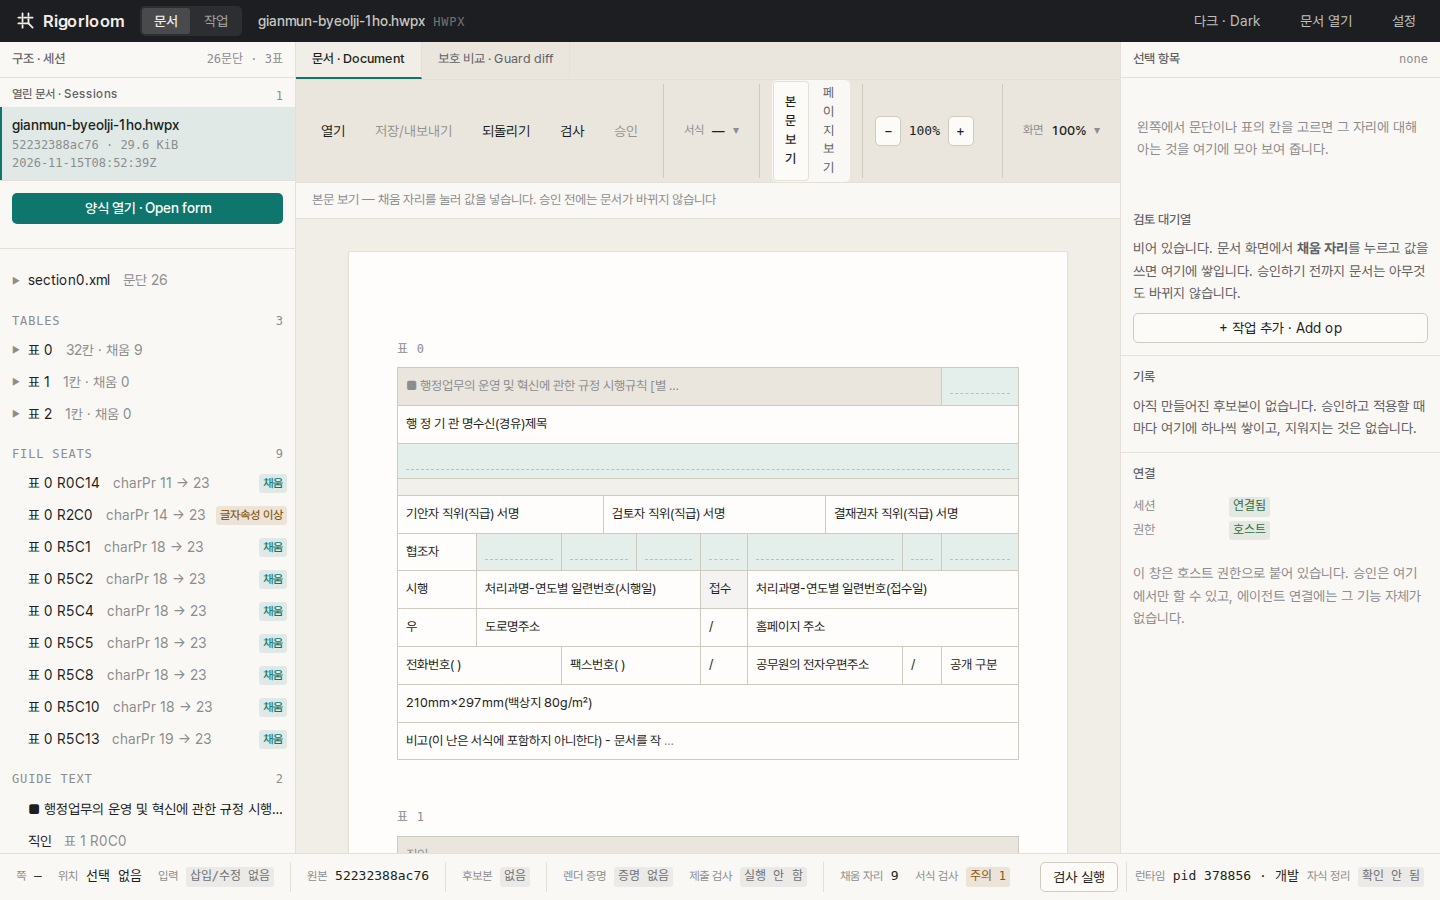 Rigorloom 문서 작업 gianmun-byeolji-1ho.hwpx HWPX 다크 · Dark 문서 열기 설정
구조 · 세션 26문단 · 3표
열린 문서 · Sessions 1
gianmun-byeolji-1ho.hwpx
52232388ac76 · 29.6 KiB
2026-11-15T08:52:39Z
양식 열기 · Open form
▶ section0.xml 문단 26
TABLES 3
▶ 표 0 32칸 · 채움 9
▶ 표 1 1칸 · 채움 0
▶ 표 2 1칸 · 채움 0
FILL SEATS 9
표 0 R0C14 charPr 11 → 23 채움
표 0 R2C0 charPr 14 → 23 글자속성 이상
표 0 R5C1 charPr 18 → 23 채움
표 0 R5C2 charPr 18 → 23 채움
표 0 R5C4 charPr 18 → 23 채움
표 0 R5C5 charPr 18 → 23 채움
표 0 R5C8 charPr 18 → 23 채움
표 0 R5C10 charPr 18 → 23 채움
표 0 R5C13 charPr 19 → 23 채움
GUIDE TEXT 2
■ 행정업무의 운영 및 혁신에 관한 규정 시행...
직인 표 1 R0C0
문서 · Document 보호 비교 · Guard diff
열기 저장/내보내기 되돌리기 검사 승인 서식 — ▼ 본문 보기 페이지 보기 − 100% + 화면 100% ▼
본문 보기 — 채움 자리를 눌러 값을 넣습니다. 승인 전에는 문서가 바뀌지 않습니다
표 0
■ 행정업무의 운영 및 혁신에 관한 규정 시행규칙 [별 ...
행 정 기 관 명수신(경유)제목
기안자 직위(직급) 서명 검토자 직위(직급) 서명 결재권자 직위(직급) 서명
협조자
시행 처리과명-연도별 일련번호(시행일) 접수 처리과명-연도별 일련번호(접수일)
우 도로명주소 / 홈페이지 주소
전화번호( ) 팩스번호( ) / 공무원의 전자우편주소 / 공개 구분
210mm×297mm(백상지 80g/m²)
비고(이 난은 서식에 포함하지 아니한다) - 문서를 작 ...
표 1
직인
선택 항목 none
왼쪽에서 문단이나 표의 칸을 고르면 그 자리에 대해
아는 것을 여기에 모아 보여 줍니다.
검토 대기열
비어 있습니다. 문서 화면에서 채움 자리를 누르고 값을
쓰면 여기에 쌓입니다. 승인하기 전까지 문서는 아무것
도 바뀌지 않습니다.
+ 작업 추가 · Add op
기록
아직 만들어진 후보본이 없습니다. 승인하고 적용할 때
마다 여기에 하나씩 쌓이고, 지워지는 것은 없습니다.
연결
세션 연결됨
권한 호스트
이 창은 호스트 권한으로 붙어 있습니다. 승인은 여기
에서만 할 수 있고, 에이전트 연결에는 그 기능 자체가
없습니다.
쪽 — 위치 선택 없음 입력 삽입/수정 없음 원본 52232388ac76 후보본 없음 렌더 증명 증명 없음 제출 검사 실행 안 함 채움 자리 9 서식 검사 주의 1 검사 실행 런타임 pid 378856 · 개발 자식 정리 확인 안 됨